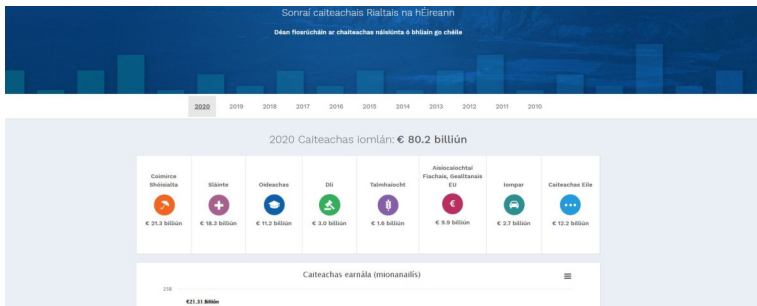 Sonraí caiteachais Rialtais na hÉireann
Déan fiosrúcháin ar chaiteachas náisiúnta ó bhliain go chéile
2020 2019 2018 2017 2016 2015 2014 2013 2012 2011 2010
2020 Caiteachas iomlán: € 80.2 billiún
Coimirce Shóisialta
€ 21.3 billiún
Sláinte
€ 18.3 billiún
Oideachas
€ 11.2 billiún
Dlí
€ 3.0 billiún
Talmhaíocht
€ 1.6 billiún
Aisíocaíochtaí
Fiachais, Gealltanais
EU
€
€ 9.9 billiún
Iompar
€ 2.7 billiún
Caiteachas Eile
€ 12.2 billiún
Caiteachas earnála (mionanailís)
25B
€21.31 Billiún